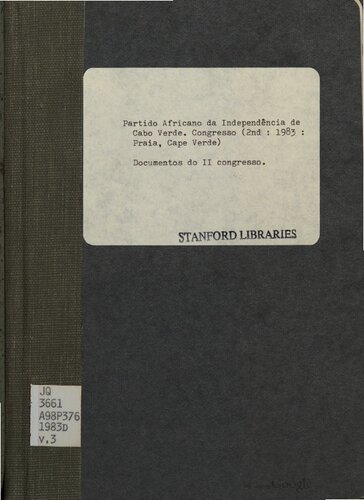 Partido Africano da Independência de
Cabo Verde. Congresso (2nd : 1983 :
Praia, Cape Verde)
Documentos do II congresso.
STANFORD LIBRARIES
JQ
3661
A98P376
1983D
v.3